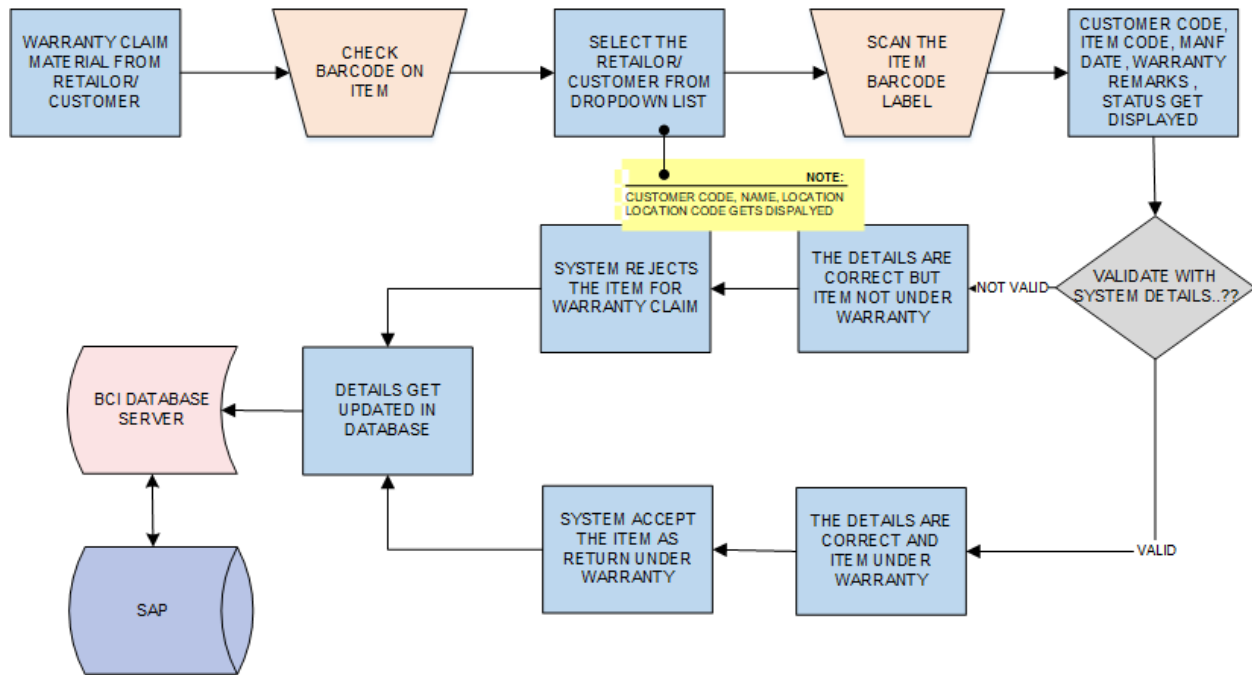 WARRANTY CLAIM
MATERIAL FROM
RETAILOR/
CUSTOMER
CHECK
BARCODE ON
ITEM
SELECT THE
RETAILOR/
CUSTOMER FROM
DROPDOWN LIST
SCAN THE
ITEM
BARCODE
LABEL
CUSTOMER CODE,
ITEM CODE, MANF
DATE , WARRANTY
REMARKS ,
STATUS GET
DISPLAYED
NOTE:
CUSTOMER CODE, NAME, LOCATION
LOCATION CODE GETS DISPALYED
SYSTEM REJECTS
THE ITEM FOR
WARRANTY CLAIM
THE DETAILS ARE
CORRECT BUT
ITEM NOT UNDER
WARRANTY
NOT VALID
VALIDATE WITH
SYSTEM DETAILS..??
BCI DATABASE
SERVER
DETAILS GET
UPDATED IN
DATABASE
SYSTEM ACCEPT
THE ITEM AS
RETURN UNDER
WARRANTY
THE DETAILS ARE
CORRECT AND
ITEM UNDER
WARRANTY
VALID
SAP